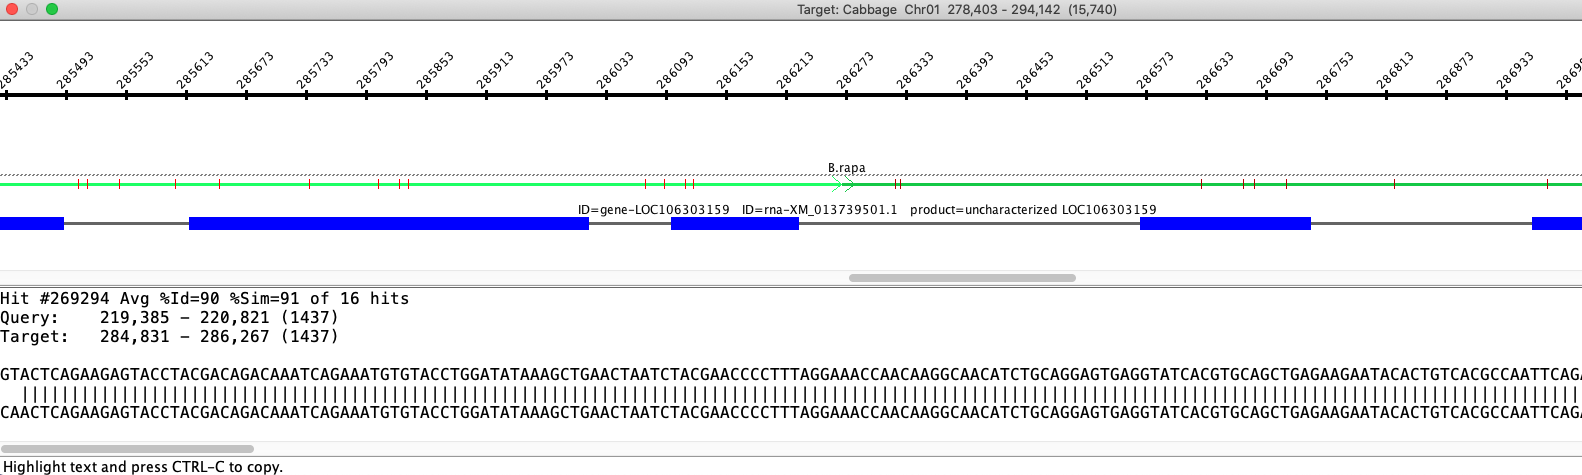 Target: Cabbage Chr01 278,403 - 294,142 (15,740)
285433 285493 285553 285613 285673 285733 285793 285853 285913 285973 286033 286093 286153 286213 286273 286333 286393 286453 286513 286573 286633 286693 286753 286813 286873 286933
B.rapa
ID=gene-LOC106303159 ID=rna-XM_013739501.1 product=uncharacterized LOC106303159
Hit #269294 Avg %Id=90 %Sim=91 of 16 hits
Query: 219,385 - 220,821 (1437)
Target: 284,831 - 286,267 (1437)
GTACTCAGAAGAGTACCTACGACAGACAAATCAGAAATGTGTACCTGGATATAAAGCTGAACTAATCTACGAACCCCTTTAGGAAACCAACAAGGCAACATCTGCAGGAGTGAGGTATCACGTGCAGCTGAGAAGAATACACTGTCACGCCAATTCAG
||||||||||||||||||||||||||||||||||||||||||||||||||||||||||||||||||||||||||||||||||||||||||||||||||||||||||||||||||||||||||||||||||||||||||||||||||||||||||||
CAACTCAGAAGAGTACCTACGACAGACAAATCAGAAATGTGTACCTGGATATAAAGCTGAACTAATCTACGAACCCCTTTAGGAAACCAACAAGGCAACATCTGCAGGAGTGAGGTATCACGTGCAGCTGAGAAGAATACACTGTCACGCCAATTCAG
Highlight text and press CTRL-C to copy.